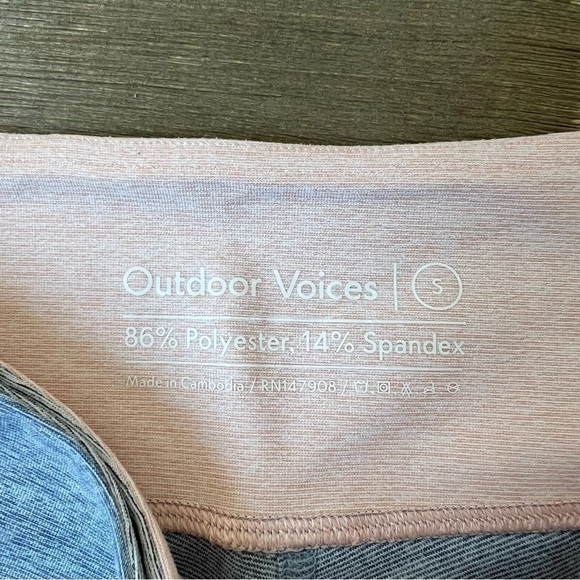 Outdoor Voices | S
86% Polyester, 14% Spandex
Made in Cambodia / RN147908 /